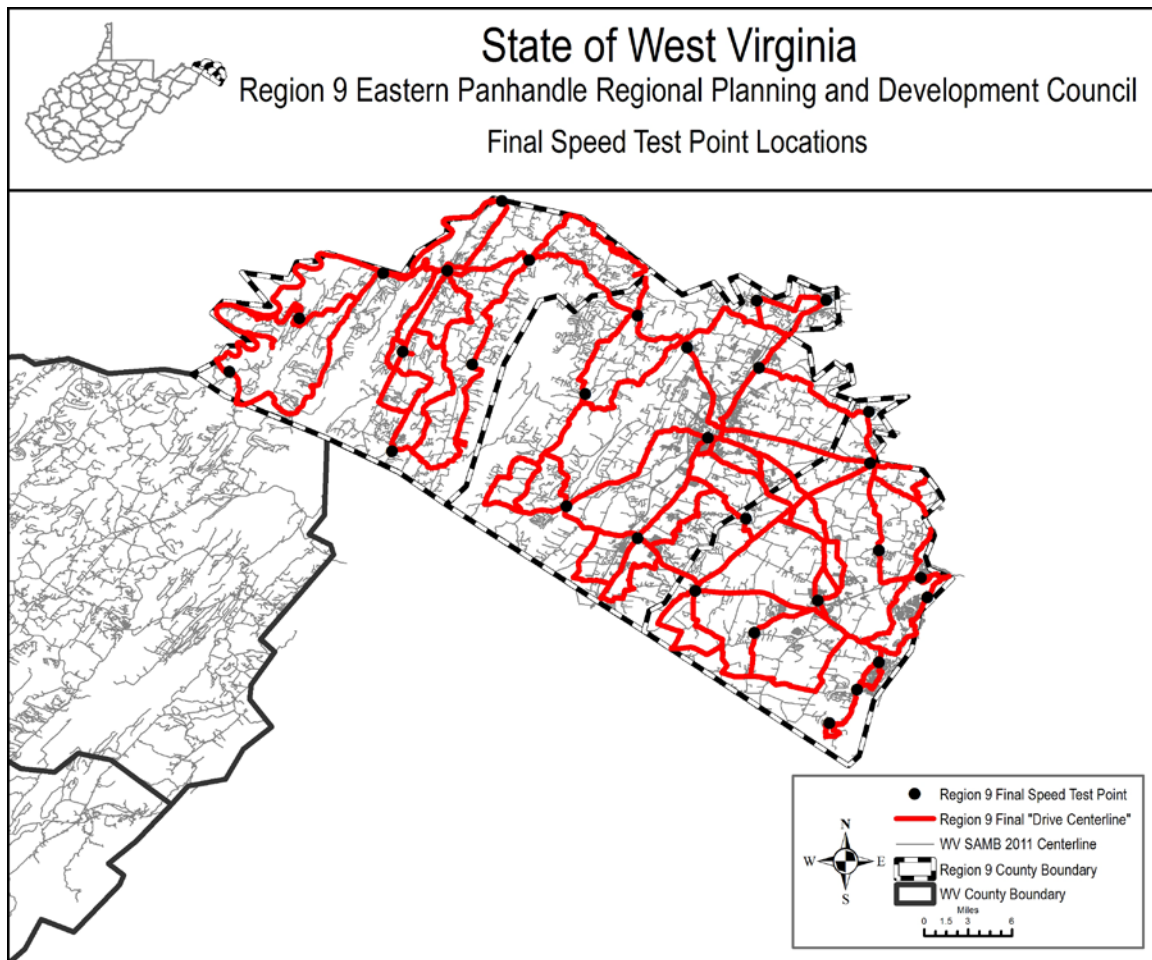 State of West Virginia
Region 9 Eastern Panhandle Regional Planning and Development Council
Final Speed Test Point Locations
Region 9 Final Speed Test Point
Region 9 Final "Drive Centerline"
WV SAMB 2011 Centerline
Region 9 County Boundary
WV County Boundary
N
W E
S
Miles
0 1.5 3 6